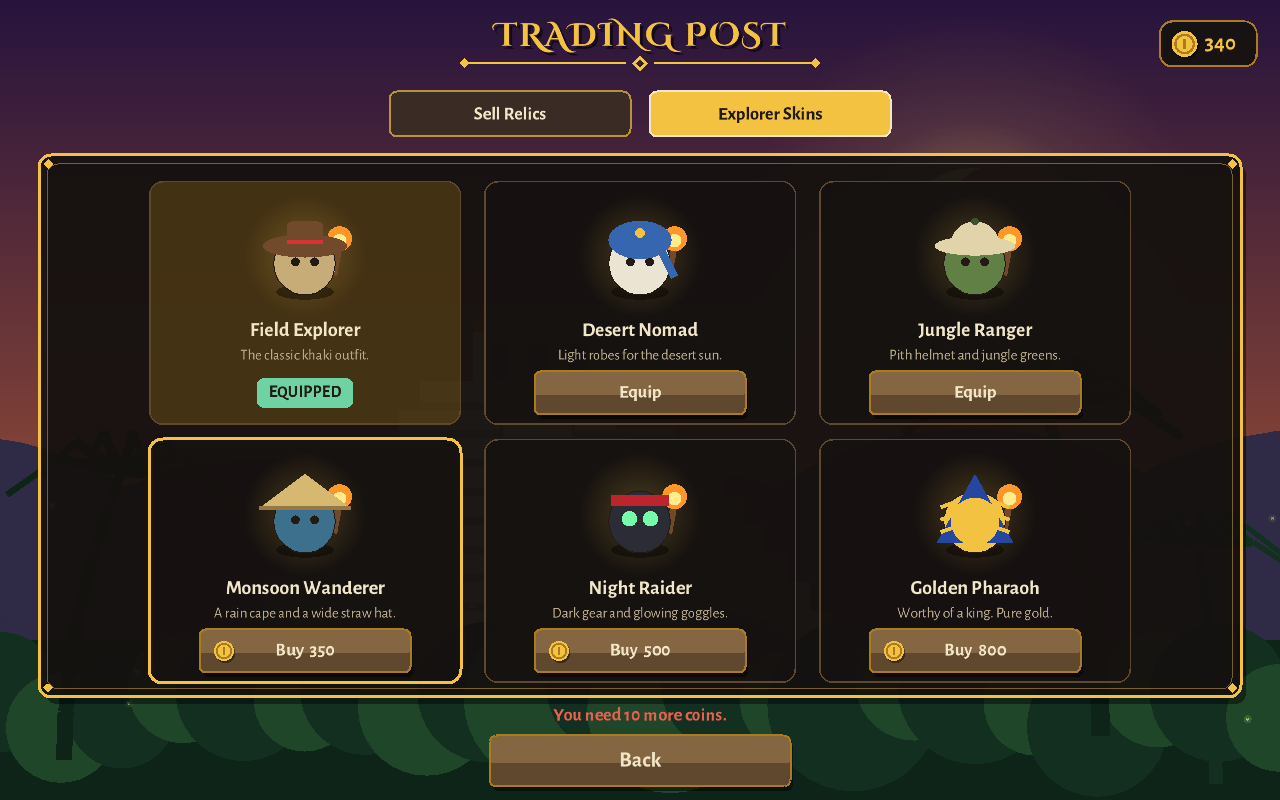 TRADING POST
340
Sell Relics
Explorer Skins
Field Explorer
The classic khaki outfit.
EQUIPPED
Desert Nomad
Light robes for the desert sun.
Equip
Jungle Ranger
Pith helmet and jungle greens.
Equip
Monsoon Wanderer
A rain cape and a wide straw hat.
Buy 350
Night Raider
Dark gear and glowing goggles.
Buy 500
Golden Pharaoh
Worthy of a king. Pure gold.
Buy 800
You need 10 more coins.
Back